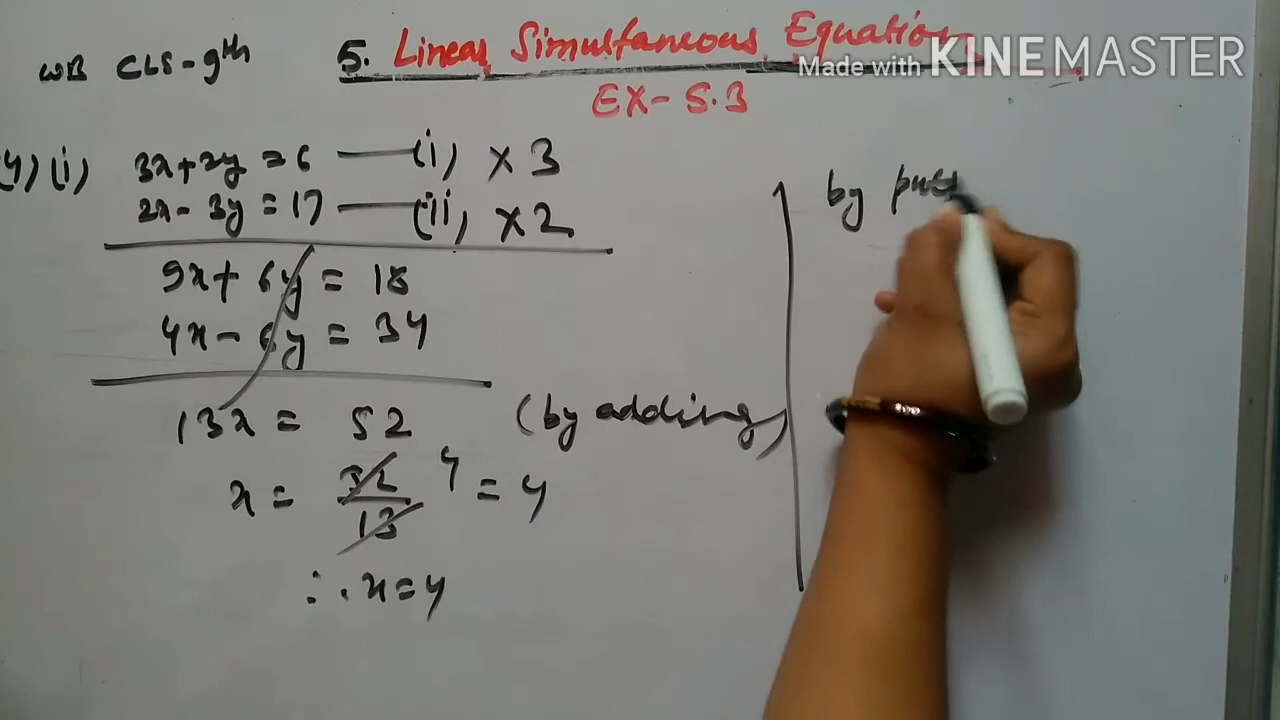 WB CLS-9th
5. Linear Simultaneous Equation
Made with KINEMASTER
EX-5.3
4) (i) 3x+2y = 6 — (i) × 3
2x-3y = 17 — (ii) × 2
9x+6y = 18
4x-6y = 34
13x = 52 (by adding)
x = 52/13 4 = 4
∴ x=4
by